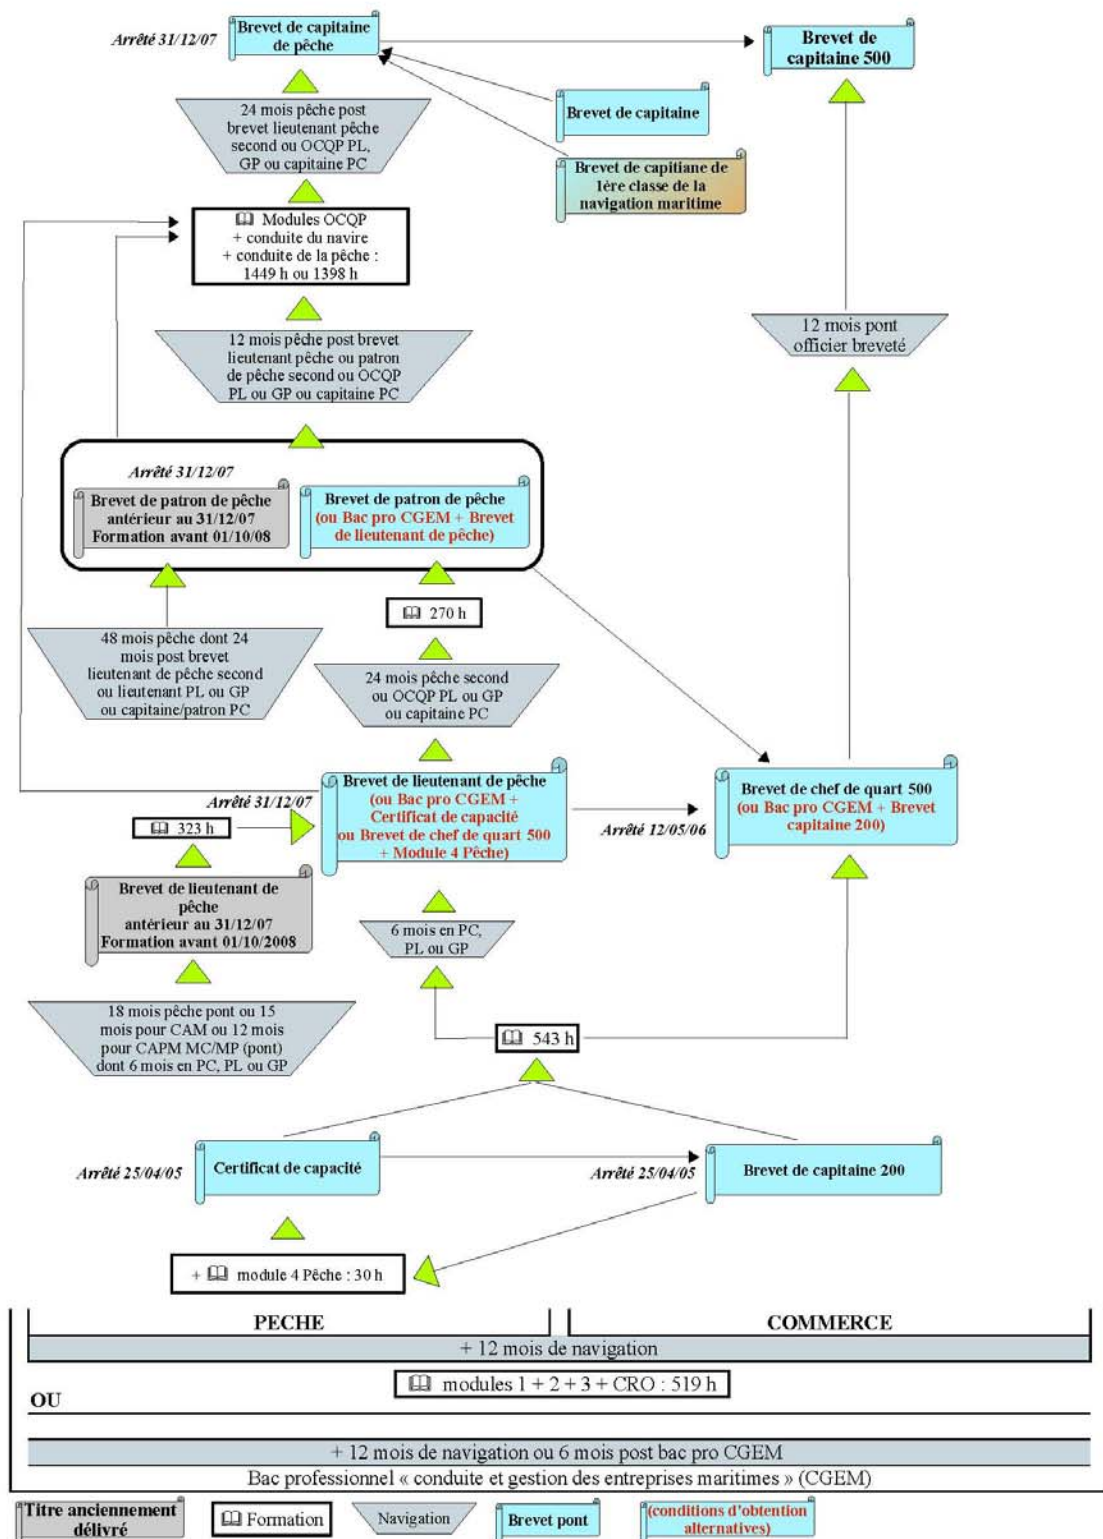 Arrêté 31/12/07
Brevet de capitaine
de pêche
Brevet de
capitaine 500
24 mois pêche post
brevet lieutenant pêche
second ou OCQP PL,
GP ou capitaine PC
Brevet de capitaine
Brevet de capitiane de
1ère classe de la
navigation maritime
Modules OCQP
+ conduite du navire
+ conduite de la pêche :
1449 h ou 1398 h
12 mois pêche post brevet
lieutenant pêche ou patron
de pêche second ou OCQP
PL ou GP ou capitaine PC
12 mois pont
officier breveté
Arrêté 31/12/07
Brevet de patron de pêche
antérieur au 31/12/07
Formation avant 01/10/08
Brevet de patron de pêche
(ou Bac pro CGEM + Brevet
de lieutenant de pêche)
270 h
48 mois pêche dont 24
mois post brevet
lieutenant de pêche second
ou lieutenant PL ou GP
ou capitaine/patron PC
24 mois pêche second
ou OCQP PL ou GP
ou capitaine PC
Arrêté 31/12/07
Brevet de lieutenant de pêche
(ou Bac pro CGEM +
Certificat de capacité
ou Brevet de chef de quart 500
+ Module 4 Pêche)
Arrêté 12/05/06
Brevet de chef de quart 500
(ou Bac pro CGEM + Brevet
capitaine 200)
323 h
Brevet de lieutenant de
pêche
antérieur au 31/12/07
Formation avant 01/10/2008
6 mois en PC,
PL ou GP
18 mois pêche pont ou 15
mois pour CAM ou 12 mois
pour CAPM MC/MP (pont)
dont 6 mois en PC, PL ou GP
543 h
Arrêté 25/04/05
Certificat de capacité
Arrêté 25/04/05
Brevet de capitaine 200
+ module 4 Pêche : 30 h
PECHE
COMMERCE
+ 12 mois de navigation
modules 1 + 2 + 3 + CRO : 519 h
OU
+ 12 mois de navigation ou 6 mois post bac pro CGEM
Bac professionnel « conduite et gestion des entreprises maritimes » (CGEM)
Titre anciennement
délivré
Formation
Navigation
Brevet pont
(conditions d'obtention
alternatives)